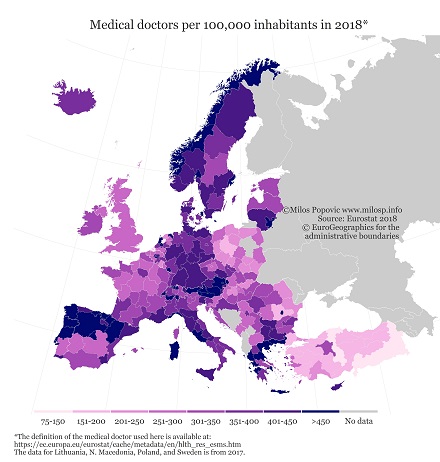 Medical doctors per 100,000 inhabitants in 2018*
©Milos Popovic www.milosp.info
Source: Eurostat 2018
© EuroGeographics for the
administrative boundaries
75-150 151-200 201-250 251-300 301-350 351-400 401-450 >450 No data
*The definition of the medical doctor used here is available at:
https://ec.europa.eu/eurostat/cache/metadata/en/hlth_res_esms.htm
The data for Lithuania, N. Macedonia, Poland, and Sweden is from 2017.